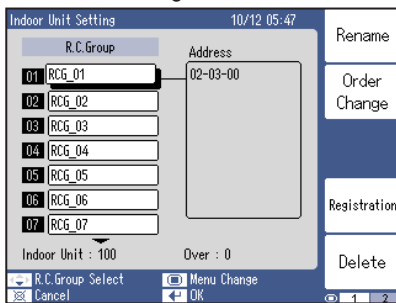 Indoor Unit Setting 10/12 05:47
R.C.Group
Address
01 RCG_01
02-03-00
02 RCG_02
03 RCG_03
04 RCG_04
05 RCG_05
06 RCG_06
07 RCG_07
Indoor Unit : 100 Over : 0
R.C.Group Select Menu Change
Cancel OK
Rename
Order
Change
Registration
Delete
1 2